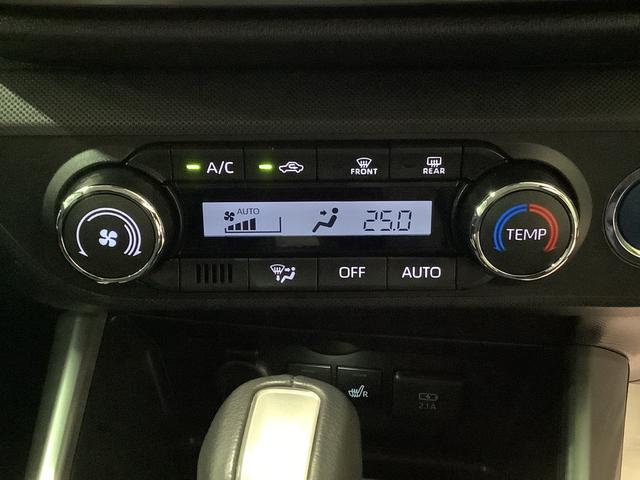 A/C
FRONT
REAR
AUTO
25.0
TEMP
OFF
AUTO
R
2.1A